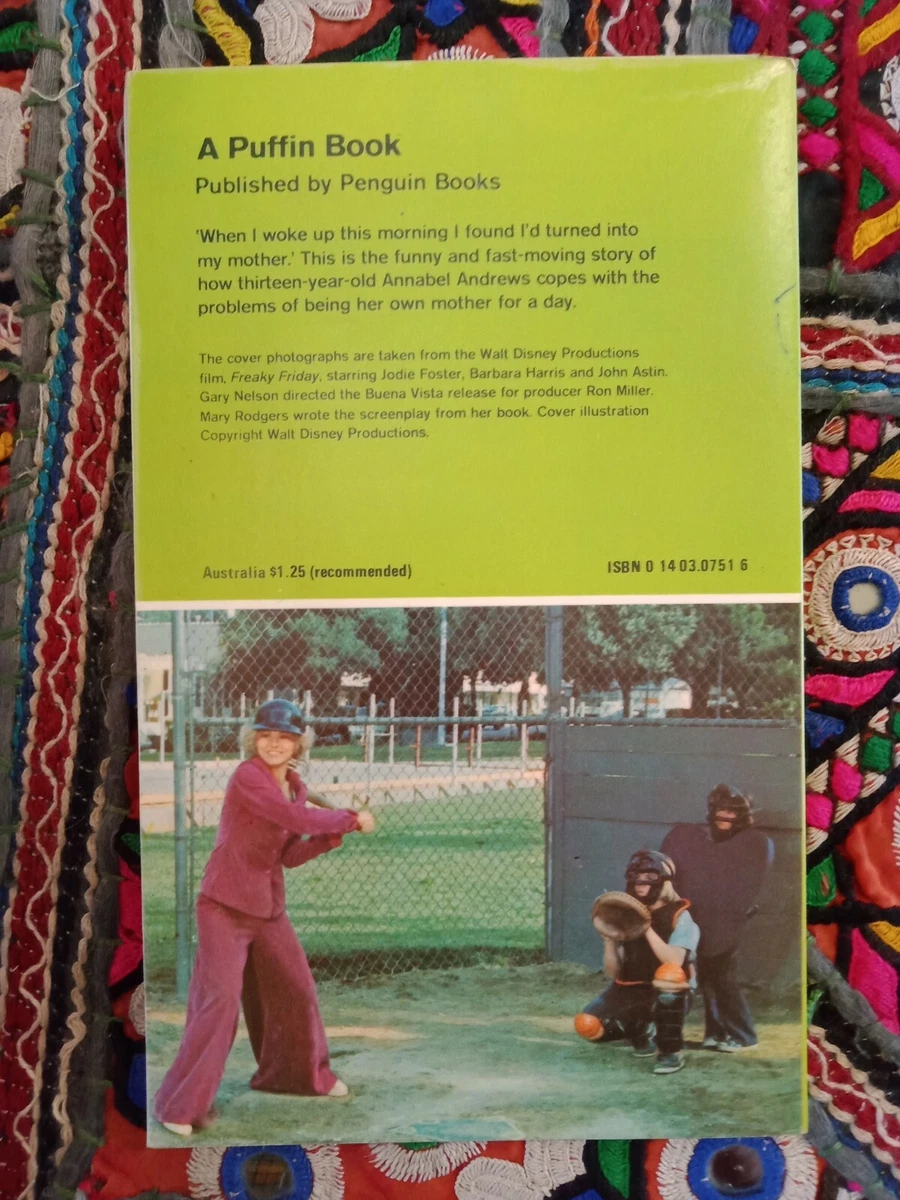 A Puffin Book
Published by Penguin Books
'When I woke up this morning I found I'd turned into
my mother.' This is the funny and fast-moving story of
how thirteen-year-old Annabel Andrews copes with the
problems of being her own mother for a day.
The cover photographs are taken from the Walt Disney Productions
film, Freaky Friday, starring Jodie Foster, Barbara Harris and John Astin.
Gary Nelson directed the Buena Vista release for producer Ron Miller.
Mary Rodgers wrote the screenplay from her book. Cover illustration
Copyright Walt Disney Productions.
Australia $1.25 (recommended)
ISBN 0 14 03.0751 6